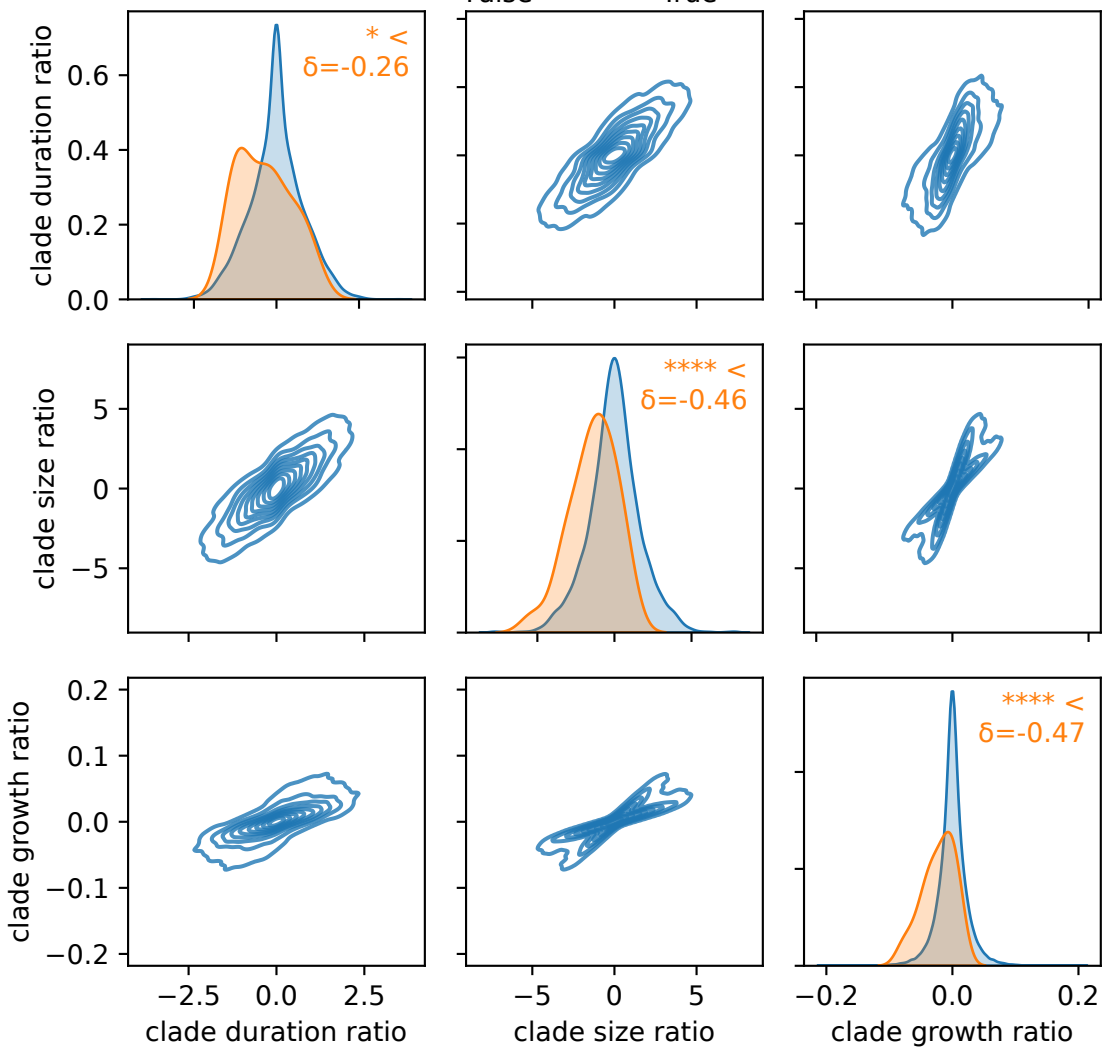 clade duration ratio
0.6
0.4
0.2
0.0
* <
δ=-0.26
clade size ratio
5
0
−5
**** <
δ=-0.46
clade growth ratio
0.2
0.1
0.0
−0.1
−0.2
**** <
δ=-0.47
−2.5 0.0 2.5
−5 0 5
−0.2 0.0 0.2
clade duration ratio
clade size ratio
clade growth ratio